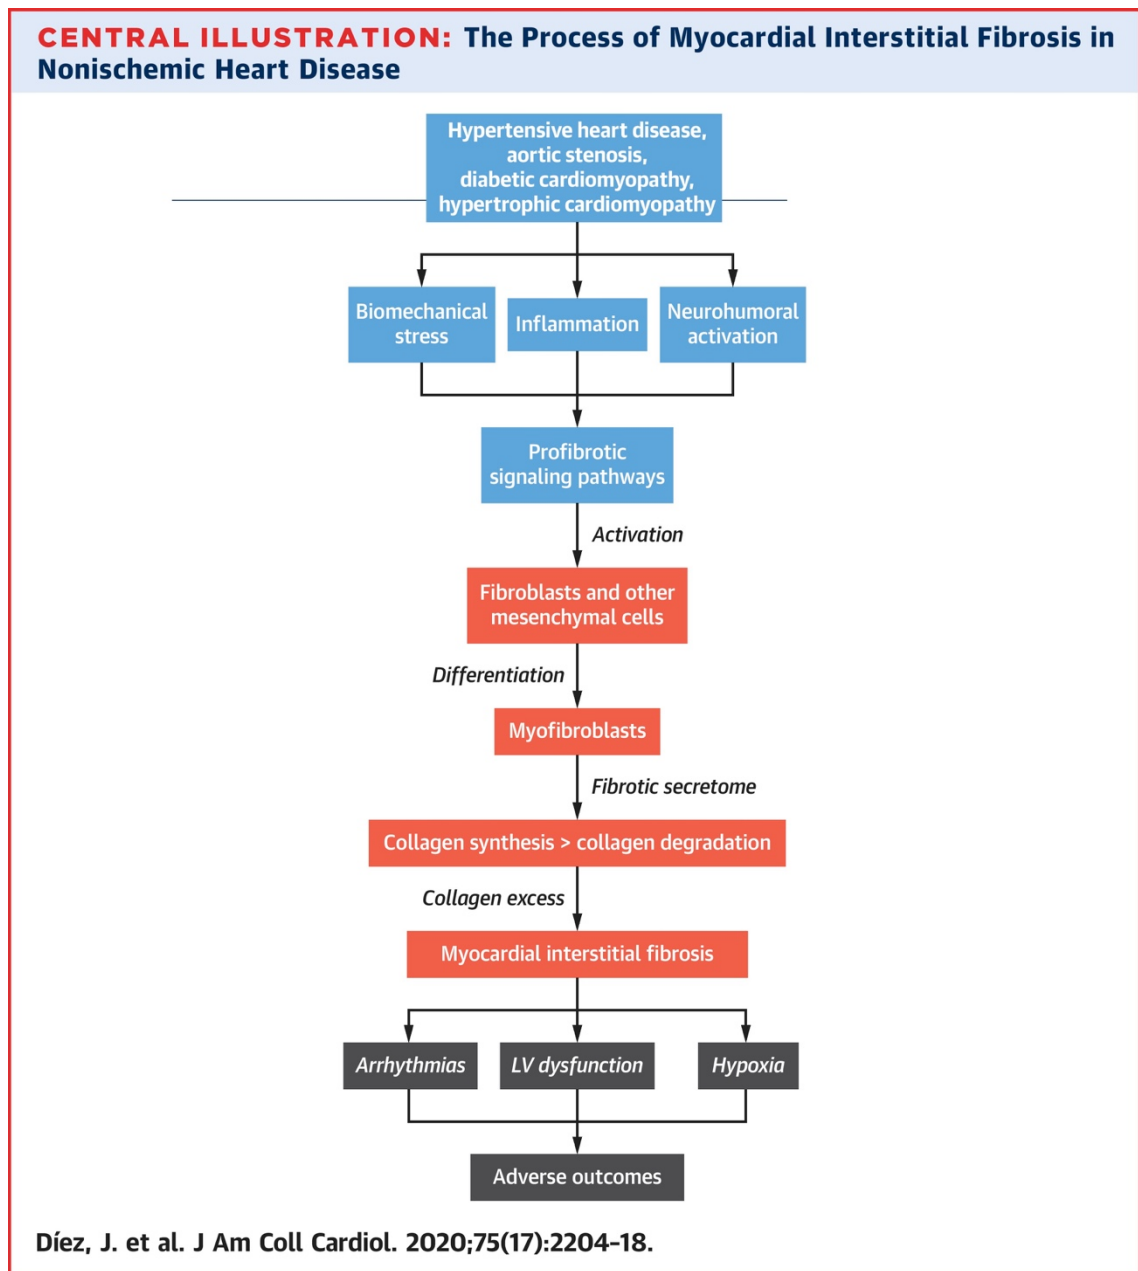 CENTRAL ILLUSTRATION: The Process of Myocardial Interstitial Fibrosis in
Nonischemic Heart Disease
Hypertensive heart disease,
aortic stenosis,
diabetic cardiomyopathy,
hypertrophic cardiomyopathy
Biomechanical
stress
Inflammation
Neurohumoral
activation
Profibrotic
signaling pathways
Activation
Fibroblasts and other
mesenchymal cells
Differentiation
Myofibroblasts
Fibrotic secretome
Collagen synthesis > collagen degradation
Collagen excess
Myocardial interstitial fibrosis
Arrhythmias
LV dysfunction
Hypoxia
Adverse outcomes
Díez, J. et al. J Am Coll Cardiol. 2020;75(17):2204–18.